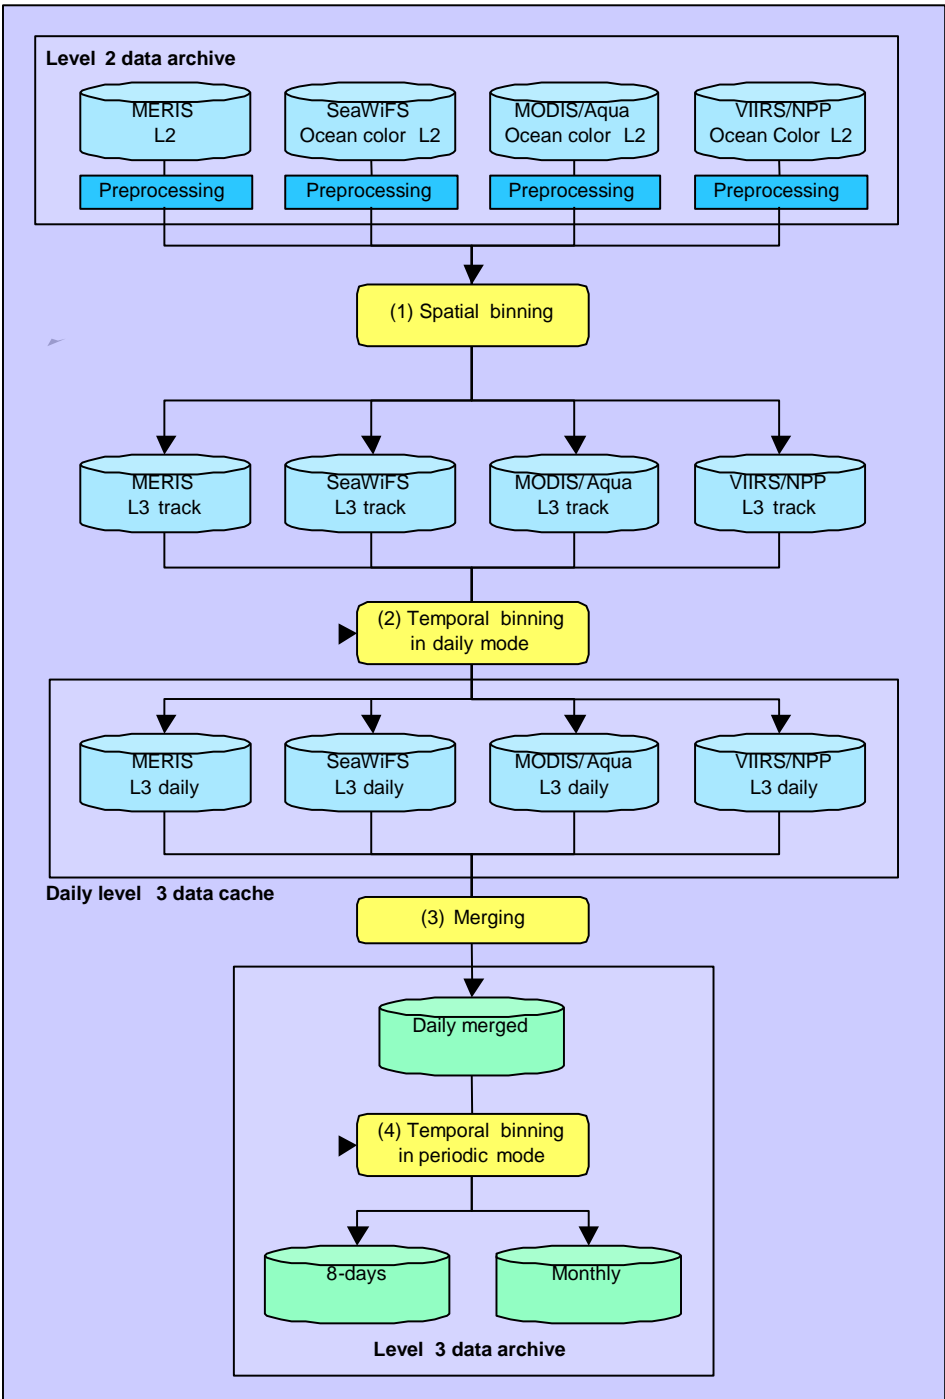 Level 2 data archive
MERIS
L2
SeaWiFS
Ocean color L2
MODIS/Aqua
Ocean color L2
VIIRS/NPP
Ocean Color L2
Preprocessing
Preprocessing
Preprocessing
Preprocessing
(1) Spatial binning
MERIS
L3 track
SeaWiFS
L3 track
MODIS/Aqua
L3 track
VIIRS/NPP
L3 track
(2) Temporal binning
in daily mode
MERIS
L3 daily
SeaWiFS
L3 daily
MODIS/Aqua
L3 daily
VIIRS/NPP
L3 daily
Daily level 3 data cache
(3) Merging
Daily merged
(4) Temporal binning
in periodic mode
8-days
Monthly
Level 3 data archive